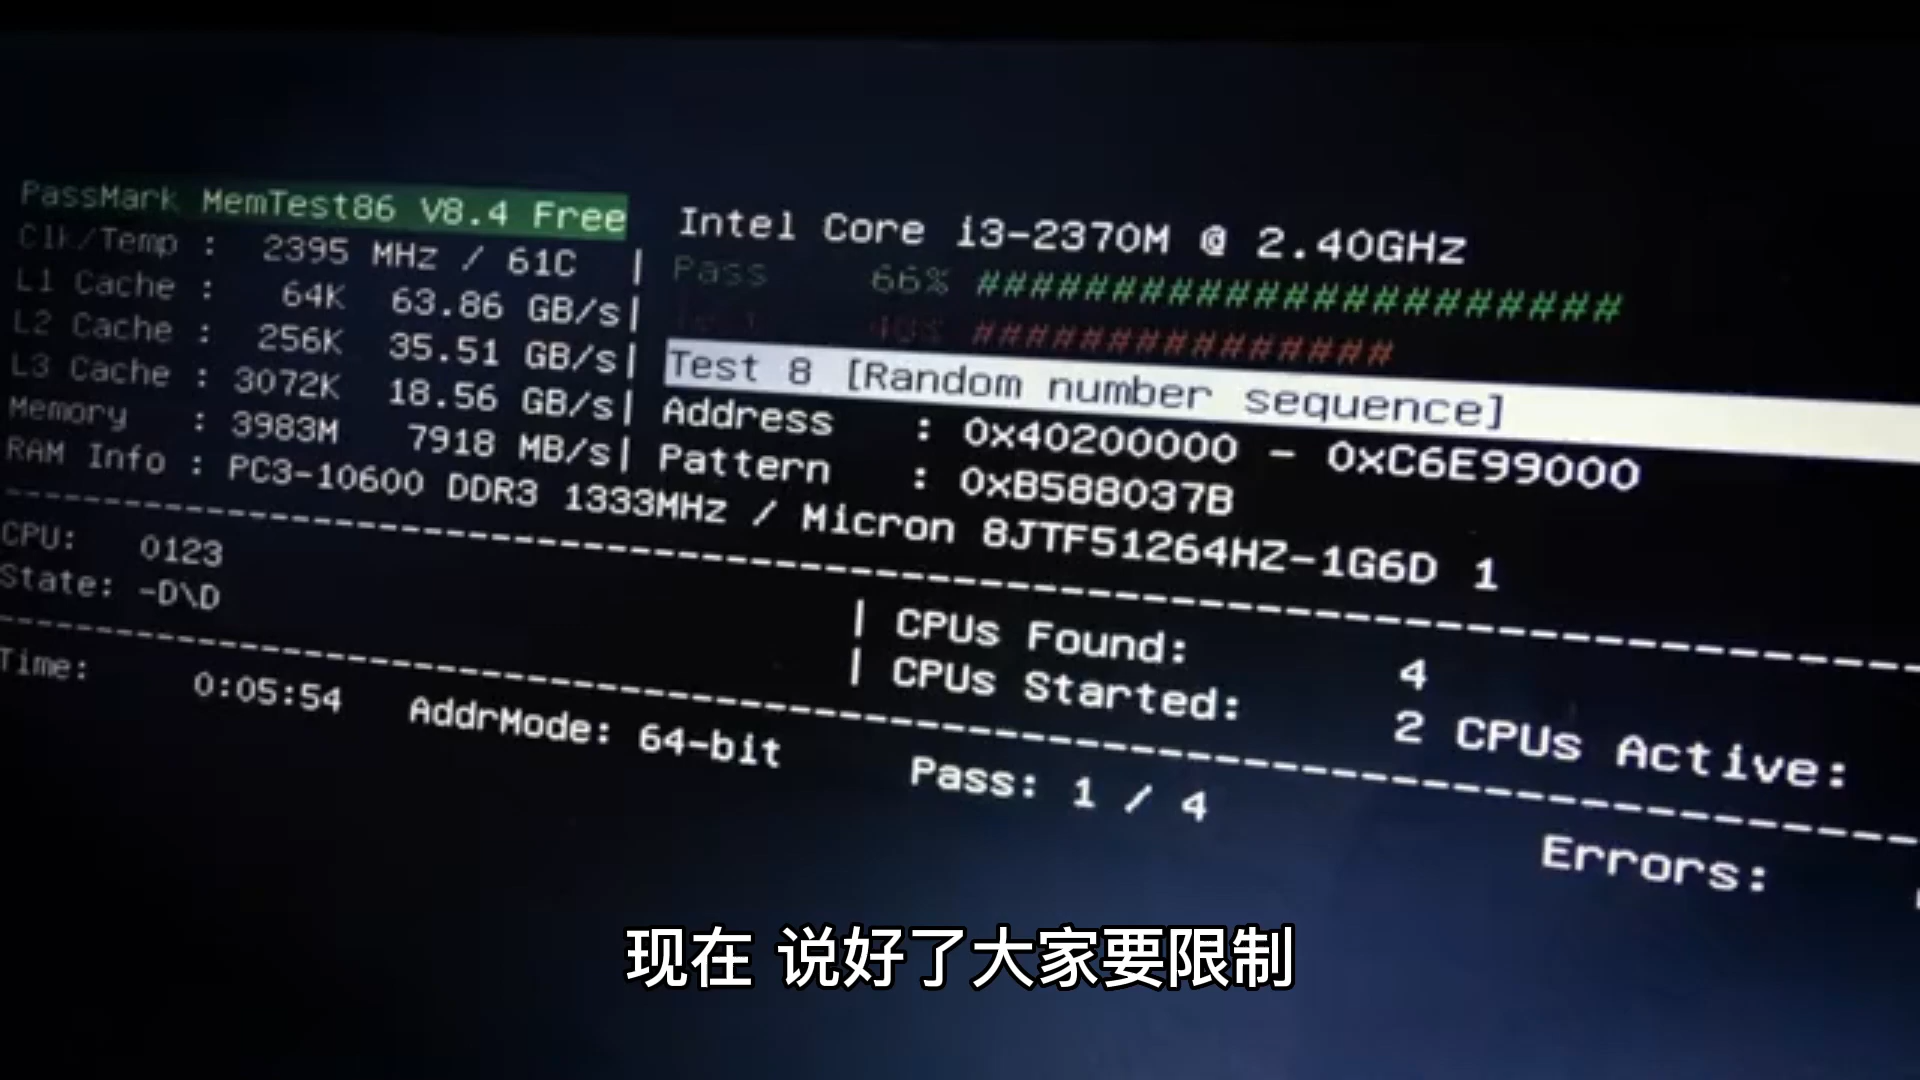 PassMark MemTest86 V8.4 Free
Intel Core i3-2370M @ 2.40GHz
Clk/Temp : 2395 MHz / 61C |
Pass 66% #######################
L1 Cache : 64K 63.86 GB/s|
40% ###############
L2 Cache : 256K 35.51 GB/s|
Test 8 [Random number sequence]
L3 Cache : 3072K 18.56 GB/s|
Address : 0x40200000 - 0xC6E99000
Memory : 3983M 7918 MB/s|
Pattern : 0xB588037B
RAM Info : PC3-10600 DDR3 1333MHz / Micron 8JTF51264HZ-1G6D 1
CPU: 0123
| CPUs Found: 4
State: -D\D
| CPUs Started: 2 CPUs Active:
Time: 0:05:54 AddrMode: 64-bit Pass: 1 / 4 Errors:
现在 说好了大家要限制